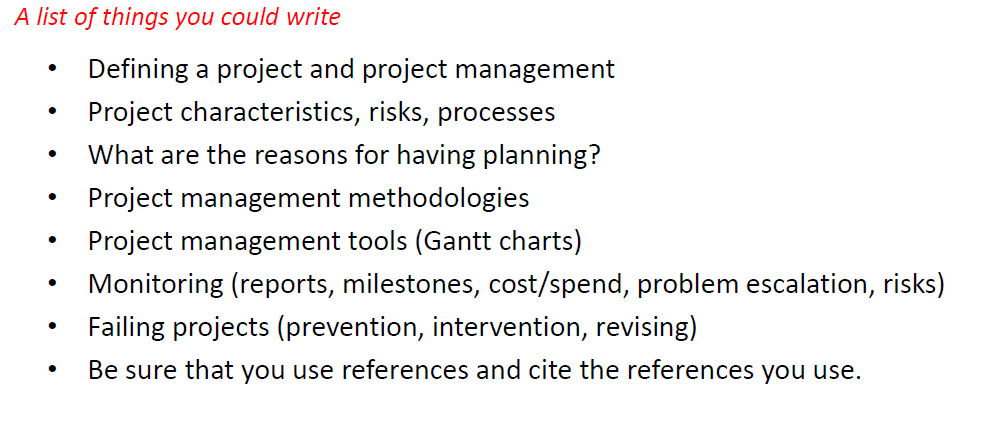 A list of things you could write
• Defining a project and project management
• Project characteristics, risks, processes
• What are the reasons for having planning?
• Project management methodologies
• Project management tools (Gantt charts)
• Monitoring (reports, milestones, cost/spend, problem escalation, risks)
• Failing projects (prevention, intervention, revising)
• Be sure that you use references and cite the references you use.